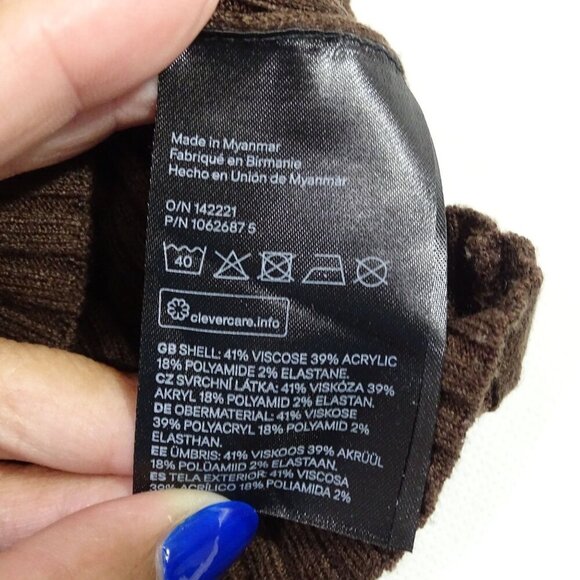 Made in Myanmar
Fabriqué en Birmanie
Hecho en Unión de Myanmar
O/N 142221
P/N 1062687 5
40
clevercare.info
GB SHELL: 41% VISCOSE 39% ACRYLIC
18% POLYAMIDE 2% ELASTANE.
CZ SVRCHNÍ LÁTKA: 41% VISKÓZA 39%
AKRYL 18% POLYAMID 2% ELASTAN.
DE OBERMATERIAL: 41% VISKOSE
39% POLYACRYL 18% POLYAMID 2%
ELASTHAN.
EE ÜMBRIS: 41% VISKOOS 39% AKRÜÜL
18% POLÜAMIID 2% ELASTAAN.
ES TELA EXTERIOR: 41% VISCOSA
39% ACRÍLICO 18% POLIAMIDA 2%